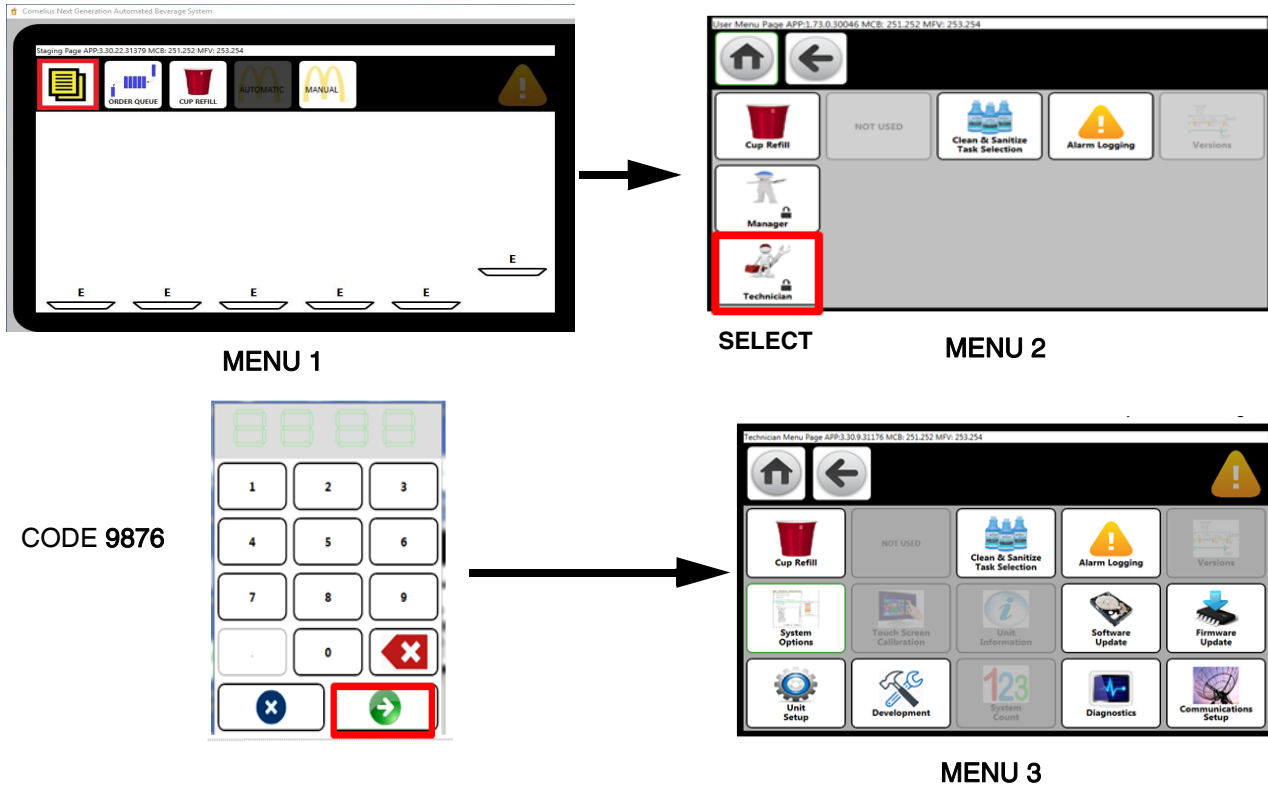 Cornelius Next Generation Automated Beverage System
Staging Page APP:3.30.22.31379 MCB: 251.252 MFV: 253.254
ORDER QUEUE
CUP REFILL
AUTOMATIC
MANUAL
E
E
E
E
E
E
MENU 1
User Menu Page APP:1.73.0.30046 MCB: 251.252 MFV: 253.254
Cup Refill
NOT USED
Clean & Sanitize
Task Selection
Alarm Logging
Versions
Manager
Technician
SELECT
MENU 2
CODE 9876
1
2
3
4
5
6
7
8
9
.
0
Technician Menu Page APP:3.30.9.31176 MCB: 251.252 MFV: 253.254
Cup Refill
NOT USED
Clean & Sanitize
Task Selection
Alarm Logging
Versions
System
Options
Touch Screen
Calibration
Unit
Information
Software
Update
Firmware
Update
Unit
Setup
Development
123
System
Count
Diagnostics
Communications
Setup
MENU 3